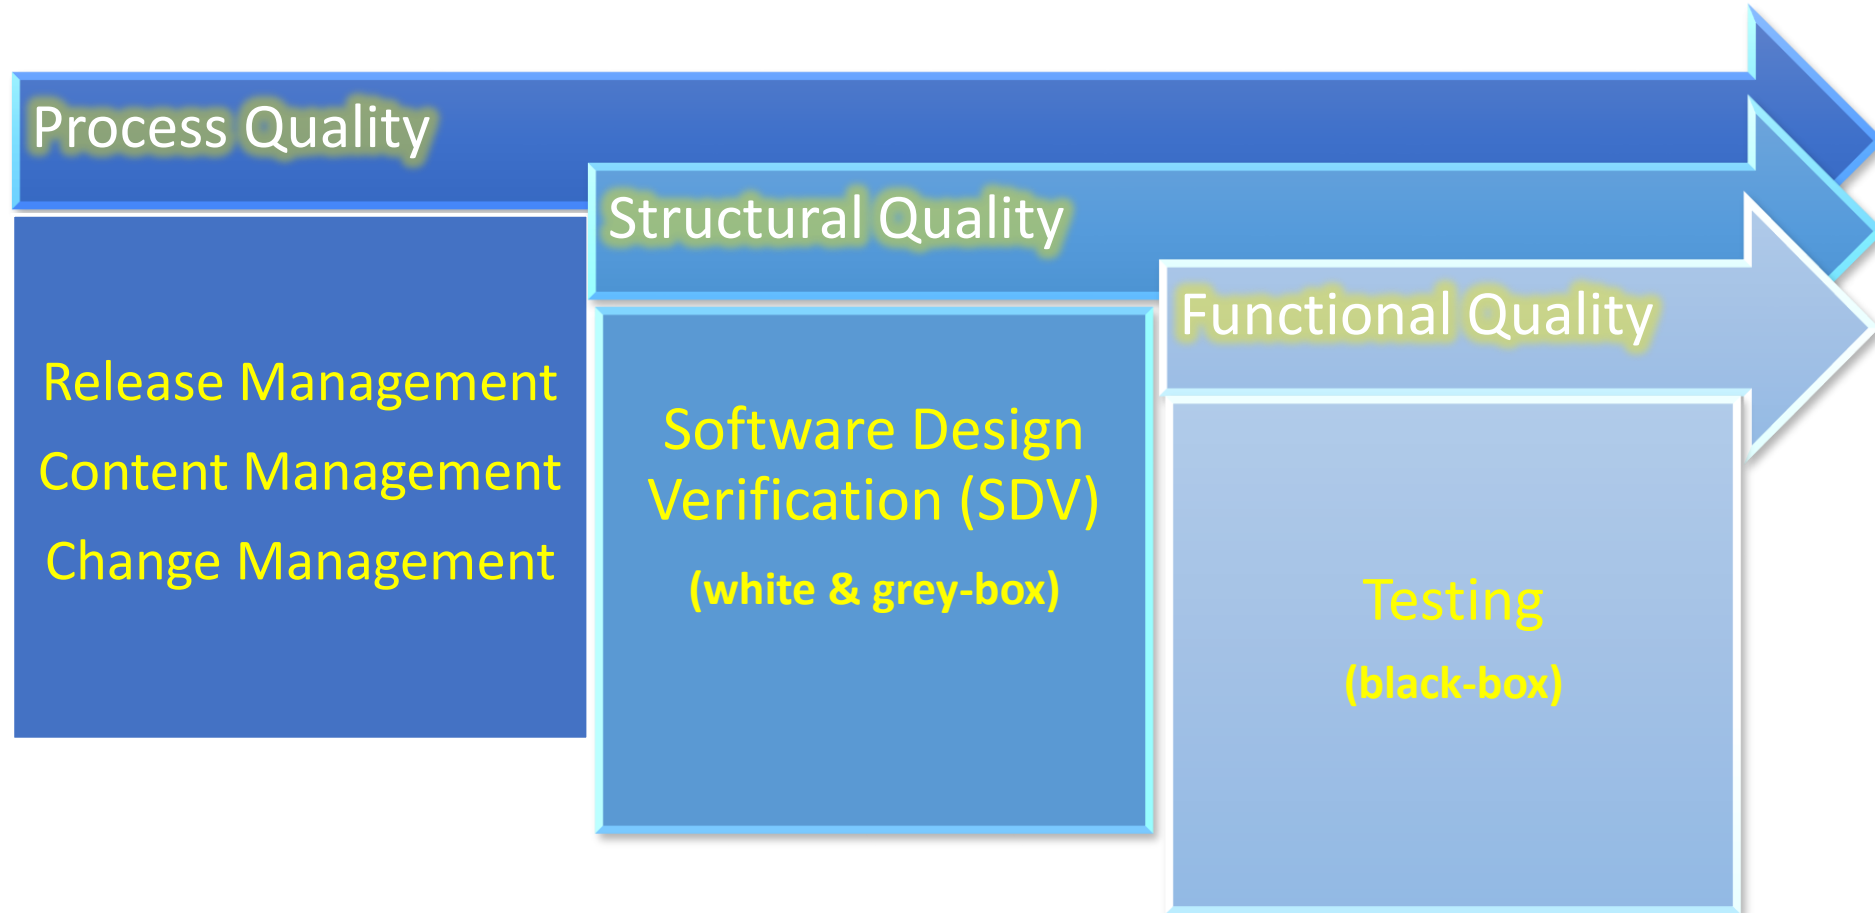 Process Quality
Release Management
Content Management
Change Management
Structural Quality
Software Design
Verification (SDV)
(white & grey-box)
Functional Quality
Testing
(black-box)